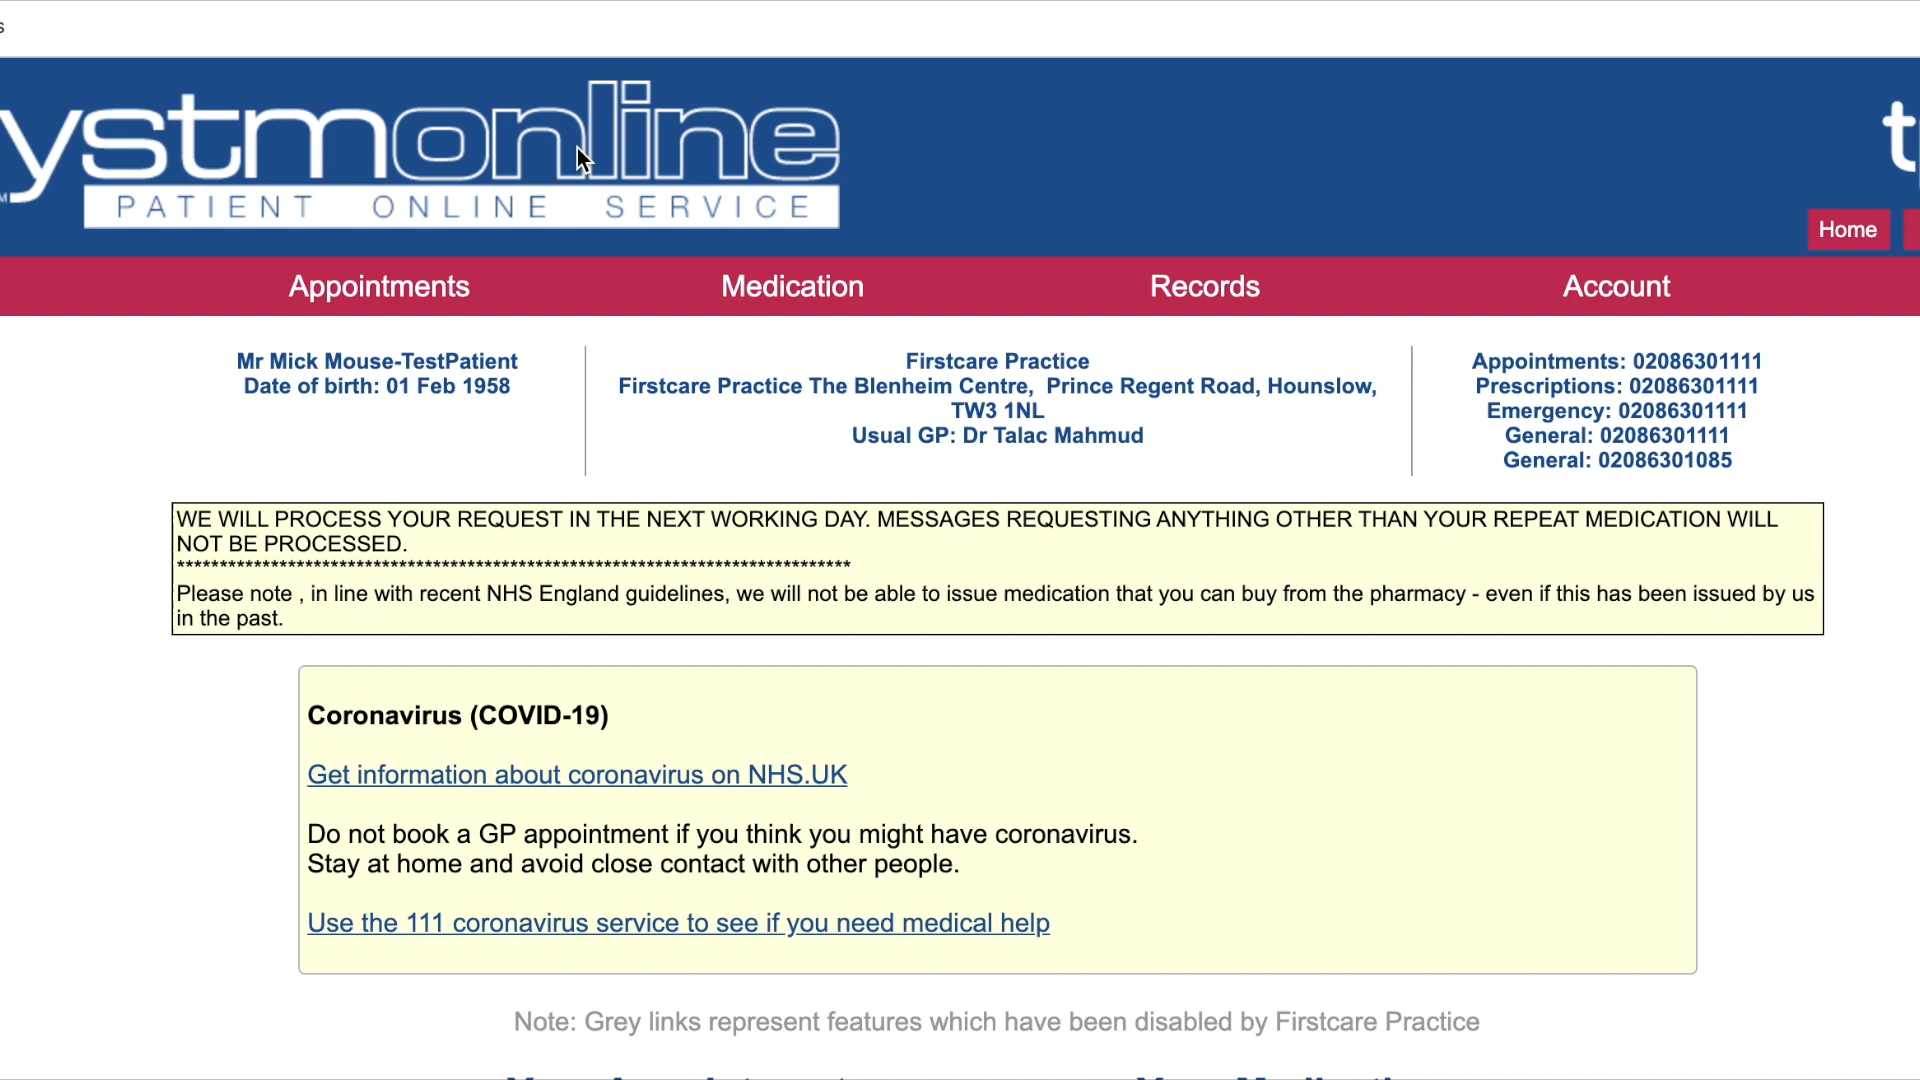 s
ystmonline
PATIENT ONLINE SERVICE
Home
Appointments Medication Records Account
Mr Mick Mouse-TestPatient
Date of birth: 01 Feb 1958
Firstcare Practice
Firstcare Practice The Blenheim Centre, Prince Regent Road, Hounslow,
TW3 1NL
Usual GP: Dr Talac Mahmud
Appointments: 02086301111
Prescriptions: 02086301111
Emergency: 02086301111
General: 02086301111
General: 02086301085
WE WILL PROCESS YOUR REQUEST IN THE NEXT WORKING DAY. MESSAGES REQUESTING ANYTHING OTHER THAN YOUR REPEAT MEDICATION WILL
NOT BE PROCESSED.
*******************************************************************************
Please note , in line with recent NHS England guidelines, we will not be able to issue medication that you can buy from the pharmacy - even if this has been issued by us
in the past.
Coronavirus (COVID-19)
Get information about coronavirus on NHS.UK
Do not book a GP appointment if you think you might have coronavirus.
Stay at home and avoid close contact with other people.
Use the 111 coronavirus service to see if you need medical help
Note: Grey links represent features which have been disabled by Firstcare Practice